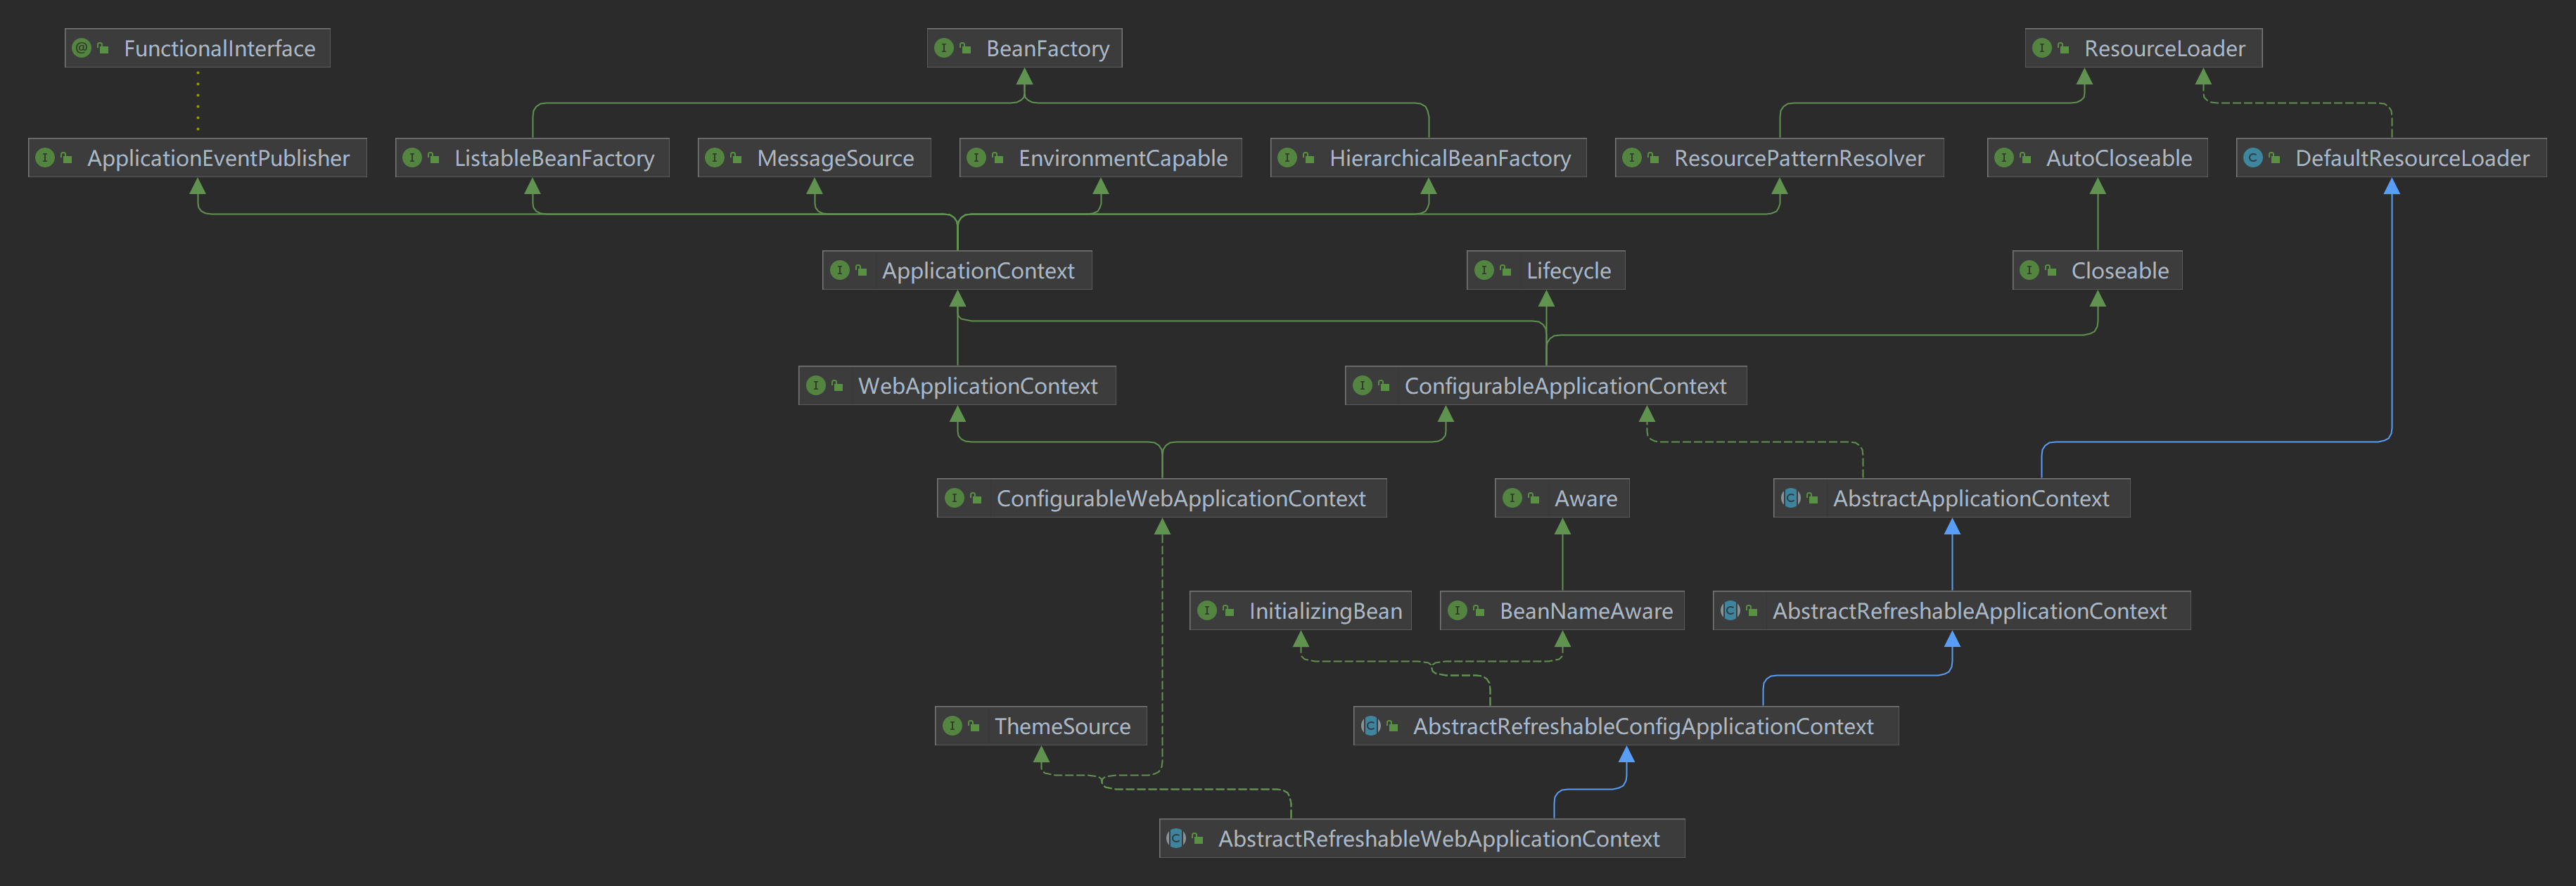 FunctionalInterface
BeanFactory
ResourceLoader
ApplicationEventPublisher
ListableBeanFactory
MessageSource
EnvironmentCapable
HierarchicalBeanFactory
ResourcePatternResolver
AutoCloseable
DefaultResourceLoader
ApplicationContext
Lifecycle
Closeable
WebApplicationContext
ConfigurableApplicationContext
ConfigurableWebApplicationContext
Aware
AbstractApplicationContext
InitializingBean
BeanNameAware
AbstractRefreshableApplicationContext
ThemeSource
AbstractRefreshableConfigApplicationContext
AbstractRefreshableWebApplicationContext